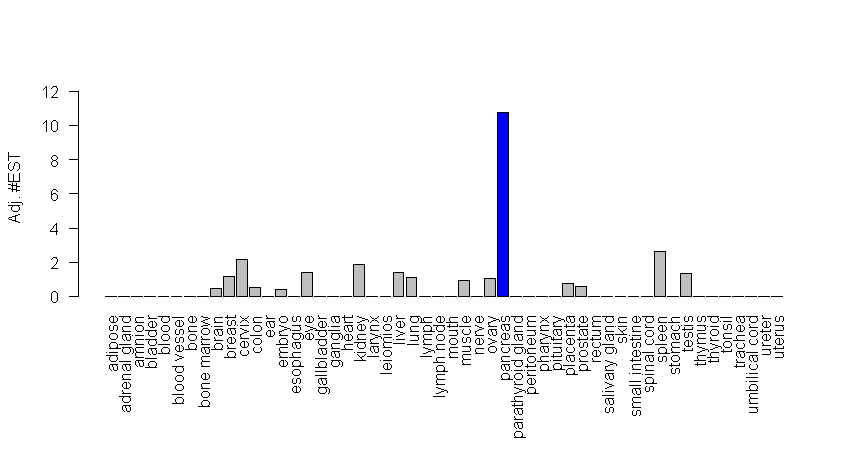 Adj. #EST
12
10
8
6
4
2
0
adipose
adrenal gland
amnion
bladder
blood
blood vessel
bone
bone marrow
brain
breast
cervix
colon
ear
embryo
esophagus
eye
gallbladder
ganglia
heart
kidney
larynx
leiomios
liver
lung
lymph
lymph node
mouth
muscle
nerve
ovary
pancreas
parathyroid gland
peritoneum
pharynx
pituitary
placenta
prostate
rectum
salivary gland
skin
small intestine
spinal cord
spleen
stomach
testis
thymus
thyroid
tonsil
trachea
umbilical cord
ureter
uterus